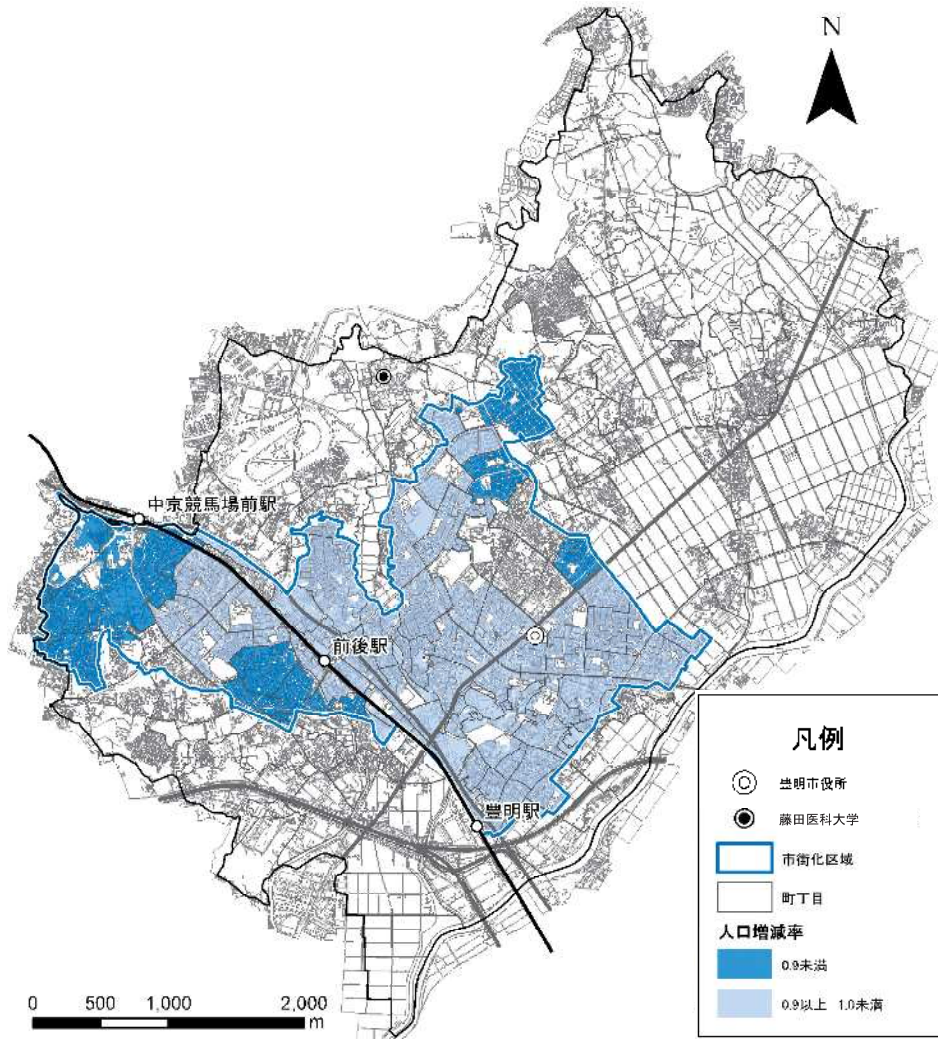 N
中京競馬場前駅
前後駅
豊明駅
凡例
豊明市役所
藤田医科大学
市街化区域
町丁目
人口増減率
0.9未満
0.9以上 1.0未満
0 500 1,000 2,000
m